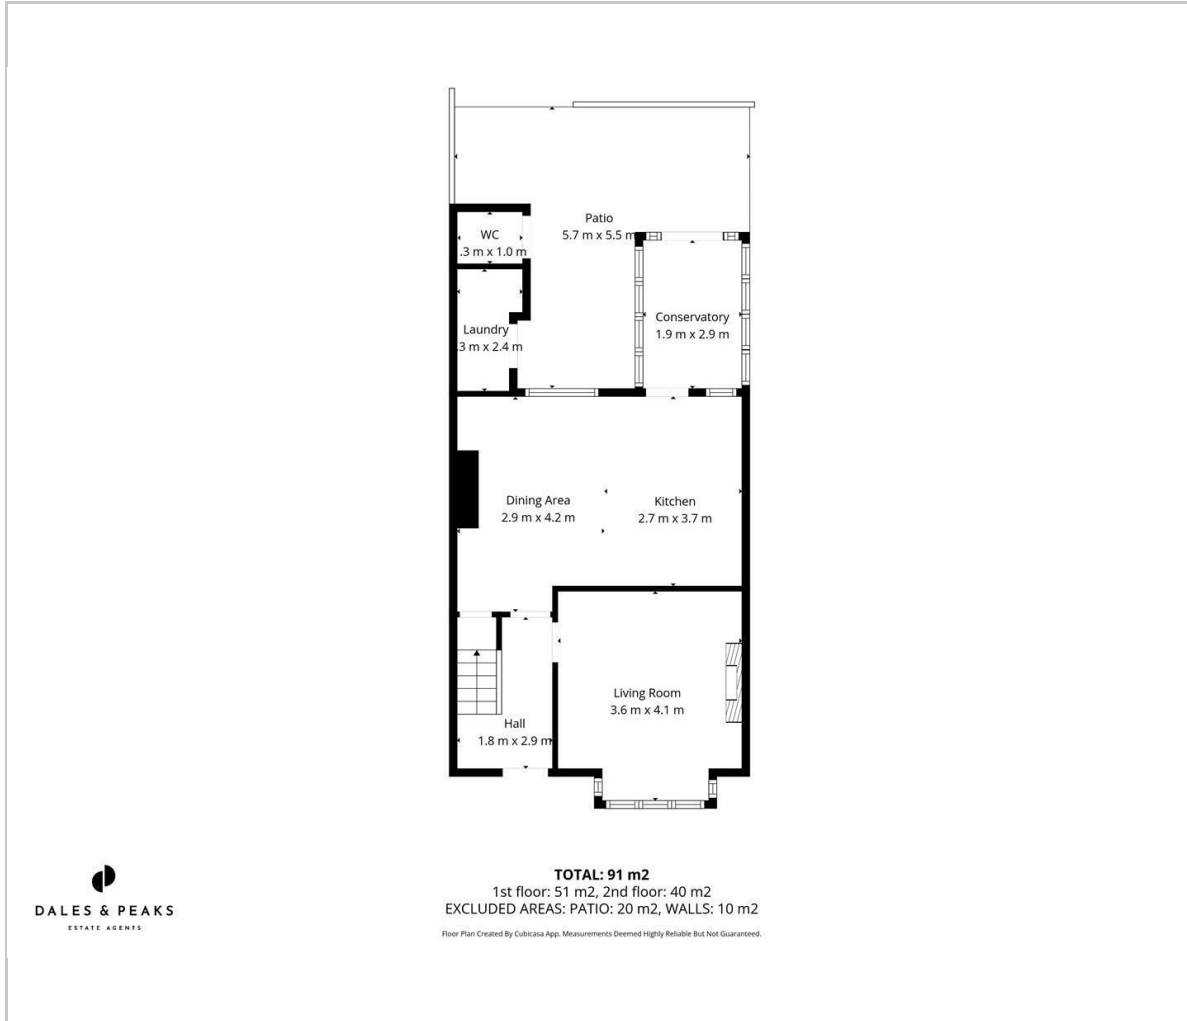 Patio
5.7 m x 5.5 m
WC
.3 m x 1.0 m
Conservatory
1.9 m x 2.9 m
Laundry
.3 m x 2.4 m
Dining Area
2.9 m x 4.2 m
Kitchen
2.7 m x 3.7 m
Living Room
3.6 m x 4.1 m
Hall
1.8 m x 2.9 m
TOTAL: 91 m2
1st floor: 51 m2, 2nd floor: 40 m2
EXCLUDED AREAS: PATIO: 20 m2, WALLS: 10 m2
Floor Plan Created By Cubicasa App. Measurements Deemed Highly Reliable But Not Guaranteed.
DALES & PEAKS
ESTATE AGENTS